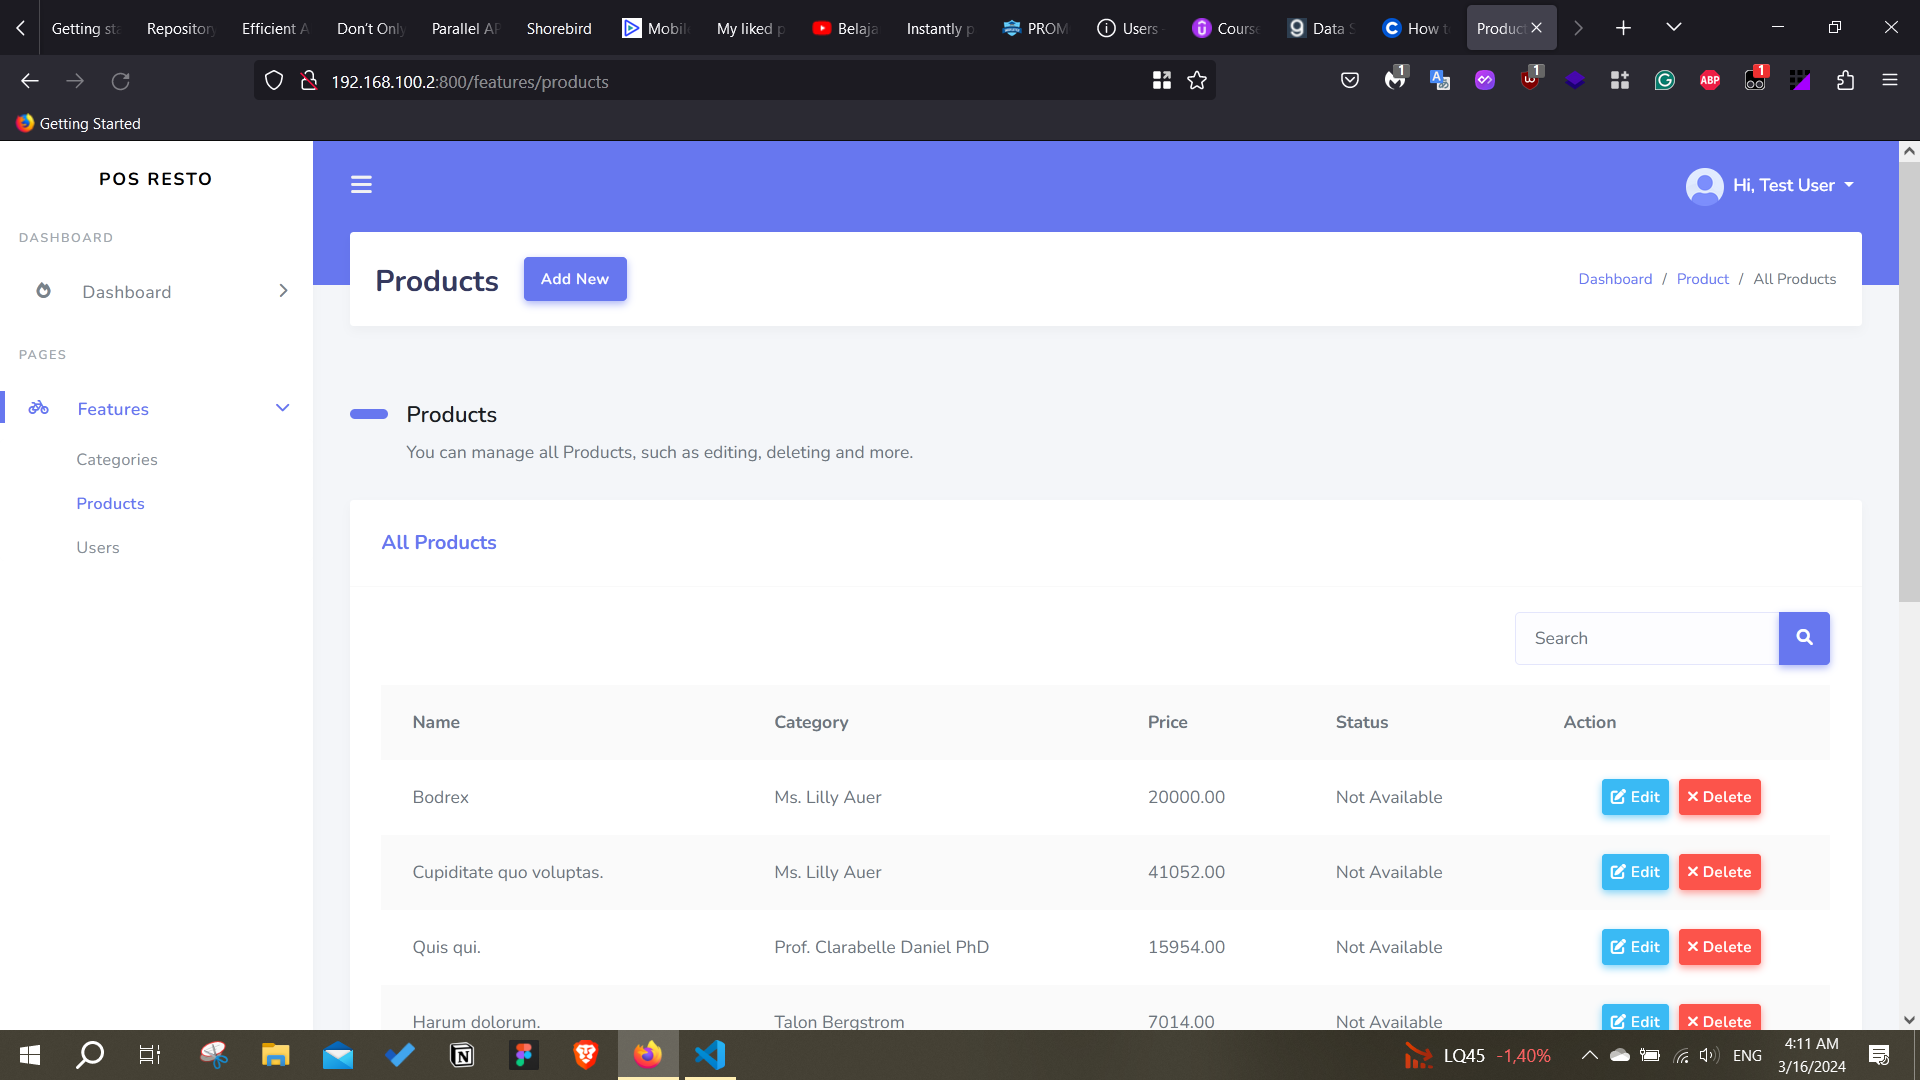 Getting sta
Repository
Efficient A
Don't Only
Parallel AP
Shorebird
Mobile
My liked p
Belaja
Instantly p
PROM
Users -
Course
Data S
How to
Product
192.168.100.2:800/features/products
1
1
ABP
1
Getting Started
POS RESTO
Hi, Test User
DASHBOARD
Dashboard
PAGES
Features
Categories
Products
Users
Products
Add New
Dashboard / Product / All Products
Products
You can manage all Products, such as editing, deleting and more.
All Products
Search
Name Category Price Status Action
Bodrex Ms. Lilly Auer 20000.00 Not Available Edit Delete
Cupiditate quo voluptas. Ms. Lilly Auer 41052.00 Not Available Edit Delete
Quis qui. Prof. Clarabelle Daniel PhD 15954.00 Not Available Edit Delete
Harum dolorum. Talon Bergstrom 7014.00 Not Available Edit Delete
LQ45 -1,40%
ENG
4:11 AM
3/16/2024